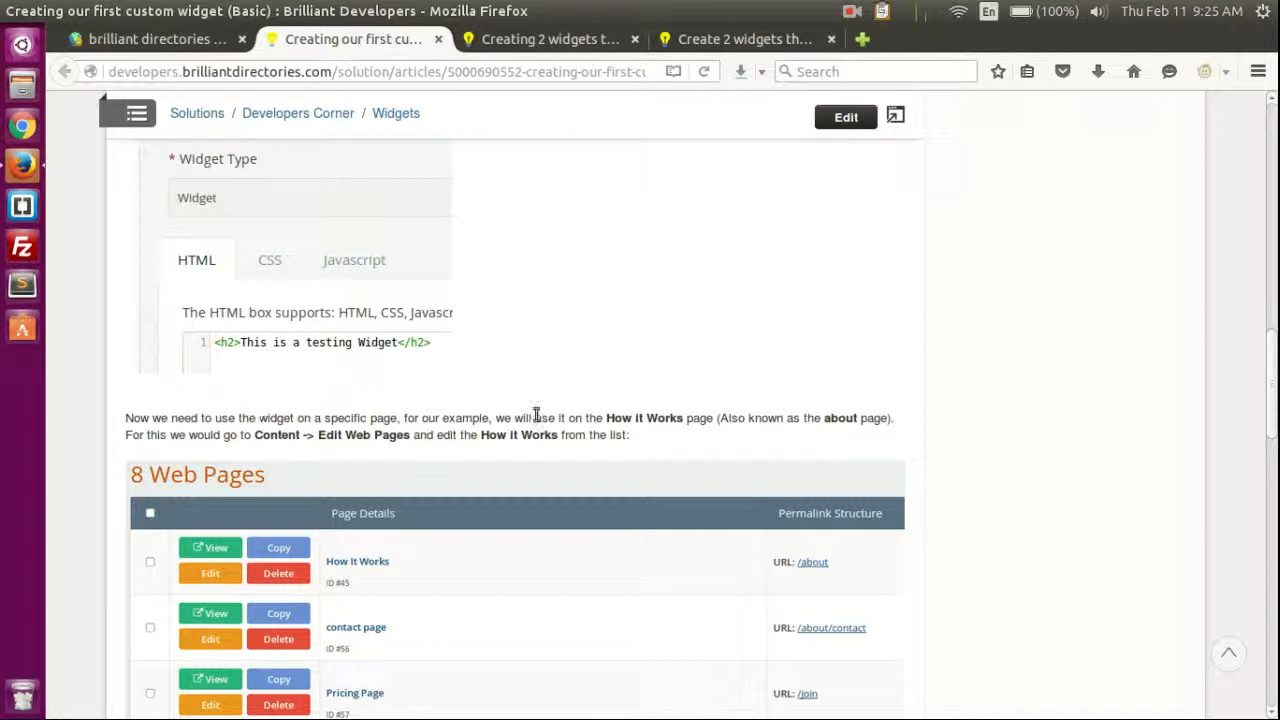 Creating our first custom widget (Basic) : Brilliant Developers - Mozilla Firefox
En (100%) Thu Feb 11 9:25 AM
brilliant directories ... × Creating our first cu... × Creating 2 widgets t... × Create 2 widgets th... ×
developers.brilliantdirectories.com/solution/articles/5000690552-creating-our-first-cu Search
Solutions / Developers Corner / Widgets Edit
* Widget Type
Widget
HTML CSS Javascript
The HTML box supports: HTML, CSS, Javascr
1 <h2>This is a testing Widget</h2>
Now we need to use the widget on a specific page, for our example, we will use it on the How it Works page (Also known as the about page).
For this we would go to Content -> Edit Web Pages and edit the How it Works from the list:
8 Web Pages
Page Details Permalink Structure
View Copy
How It Works URL: /about
Edit Delete
ID #45
View Copy
contact page URL: /about/contact
Edit Delete
ID #56
View Copy
Pricing Page URL: /join
Edit Delete
ID #57